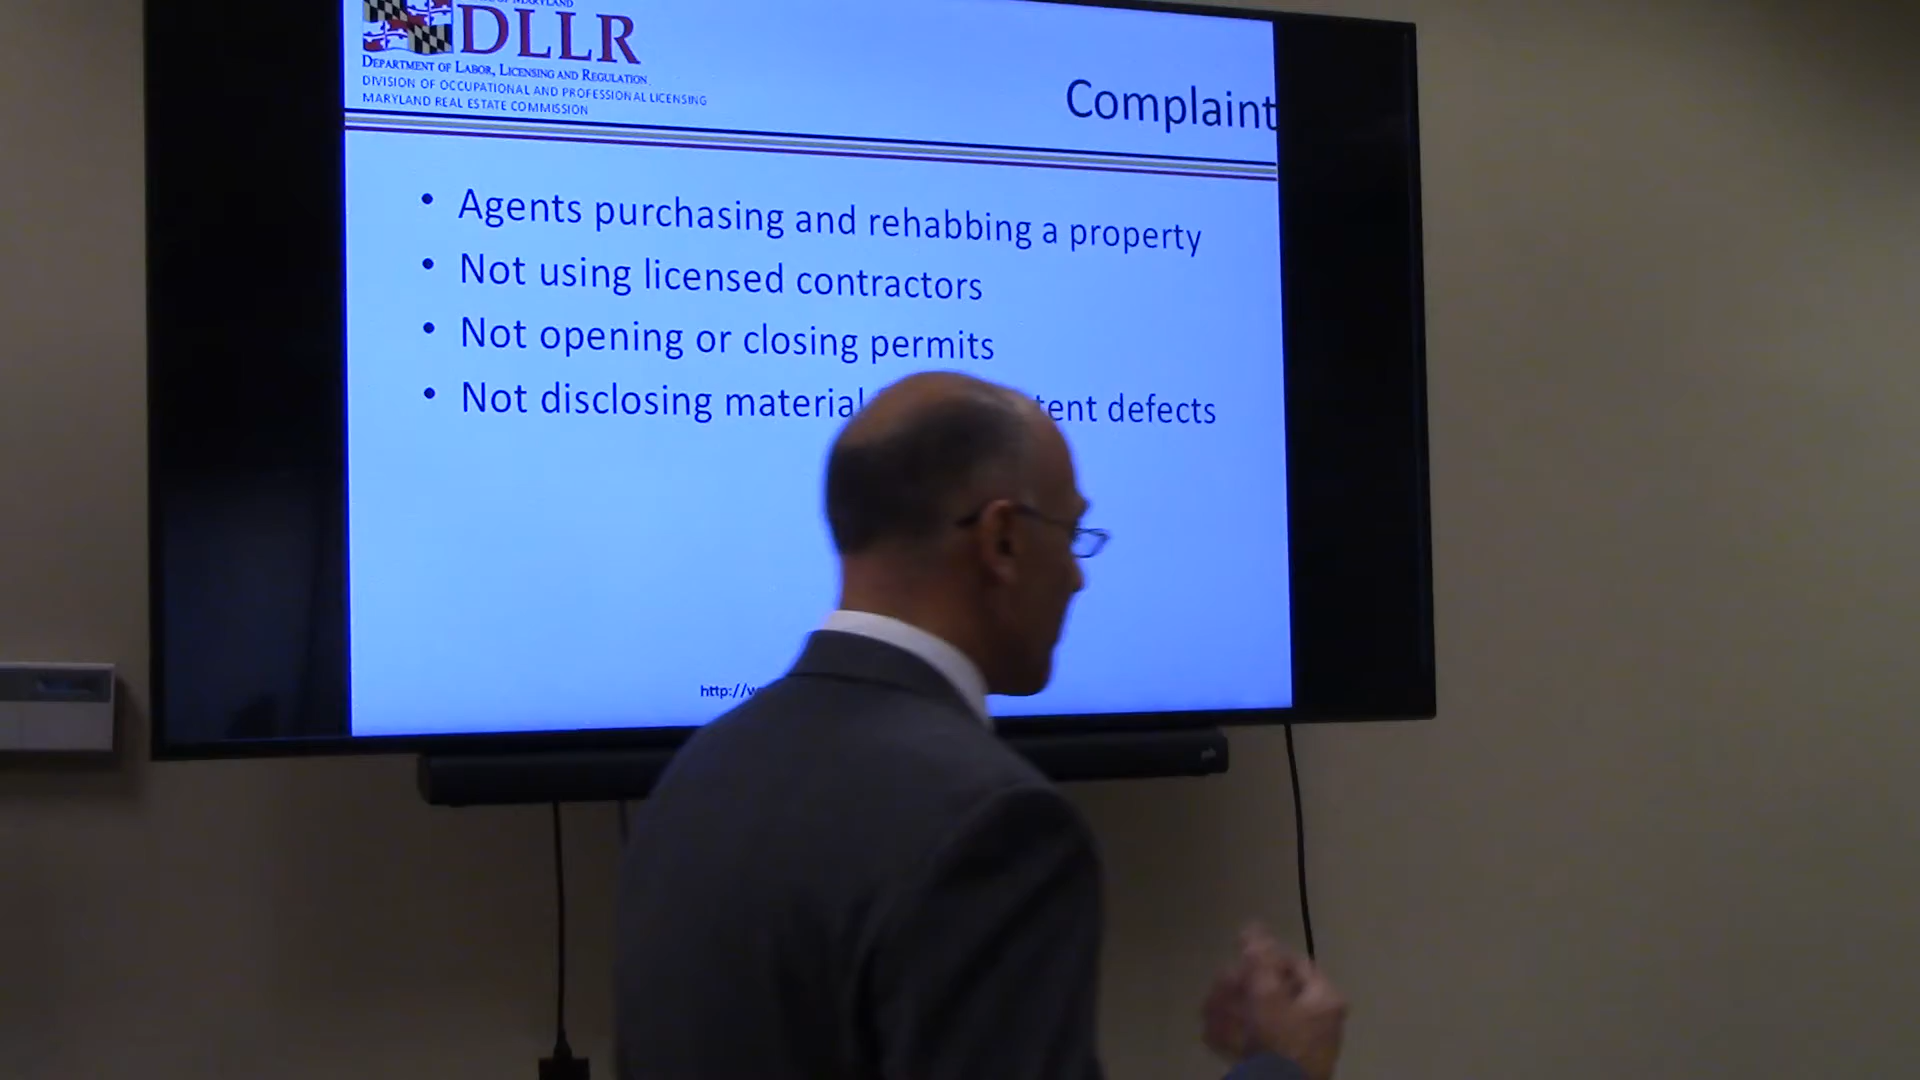 DLLR
DEPARTMENT OF LABOR, LICENSING AND REGULATION
DIVISION OF OCCUPATIONAL AND PROFESSIONAL LICENSING
MARYLAND REAL ESTATE COMMISSION
Complaint
• Agents purchasing and rehabbing a property
• Not using licensed contractors
• Not opening or closing permits
• Not disclosing material defects
http://w